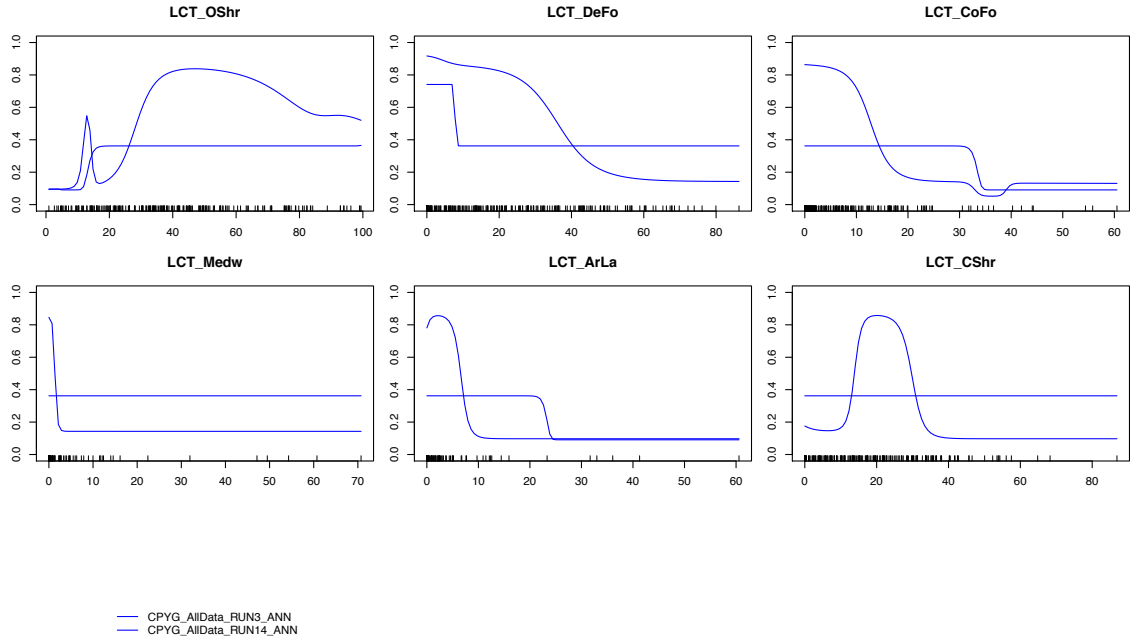 LCT_OShr LCT_DeFo LCT_CoFo
0.0 0.2 0.4 0.6 0.8 1.0 0.0 0.2 0.4 0.6 0.8 1.0 0.0 0.2 0.4 0.6 0.8 1.0
0 20 40 60 80 100 0 20 40 60 80 0 10 20 30 40 50 60
LCT_Medw LCT_ArLa LCT_CShr
0.0 0.2 0.4 0.6 0.8 1.0 0.0 0.2 0.4 0.6 0.8 1.0 0.0 0.2 0.4 0.6 0.8 1.0
0 10 20 30 40 50 60 70 0 10 20 30 40 50 60 0 20 40 60 80
CPYG_AllData_RUN3_ANN
CPYG_AllData_RUN14_ANN